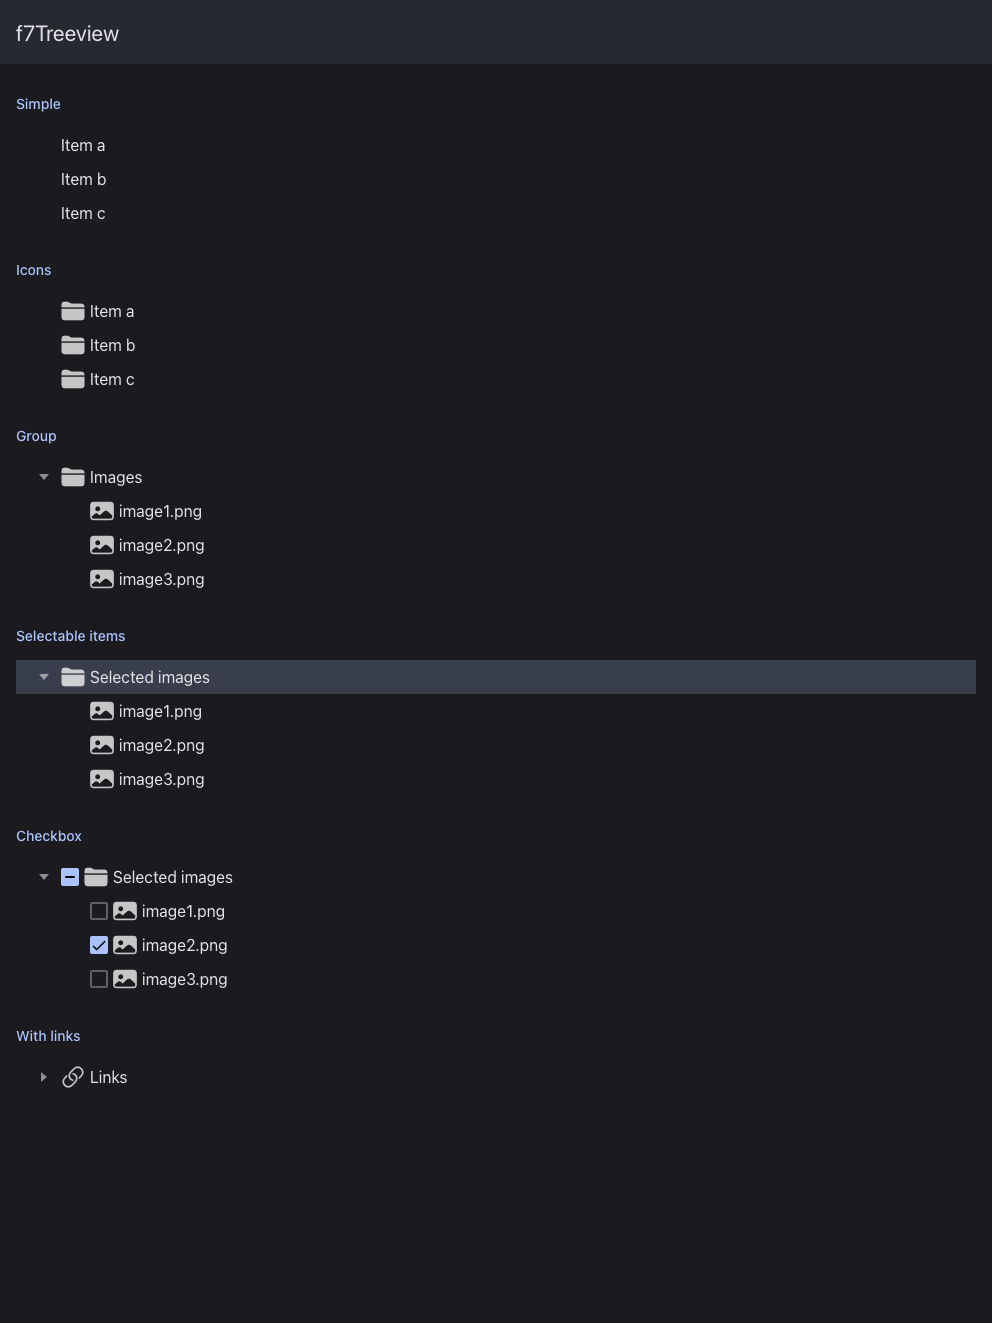 f7Treeview
Simple
Item a
Item b
Item c
Icons
Item a
Item b
Item c
Group
Images
image1.png
image2.png
image3.png
Selectable items
Selected images
image1.png
image2.png
image3.png
Checkbox
Selected images
image1.png
image2.png
image3.png
With links
Links